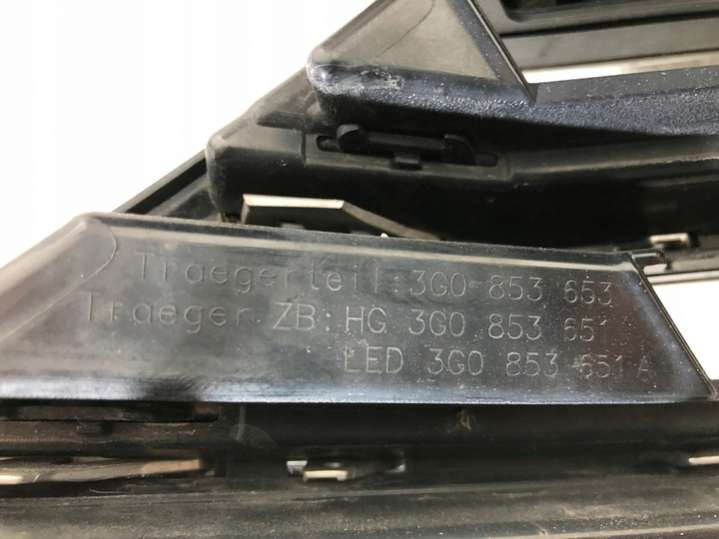 Traegerteil:3G0 853 653
Traeger ZB: HG 3G0 853 651
LED 3G0 853 651 A